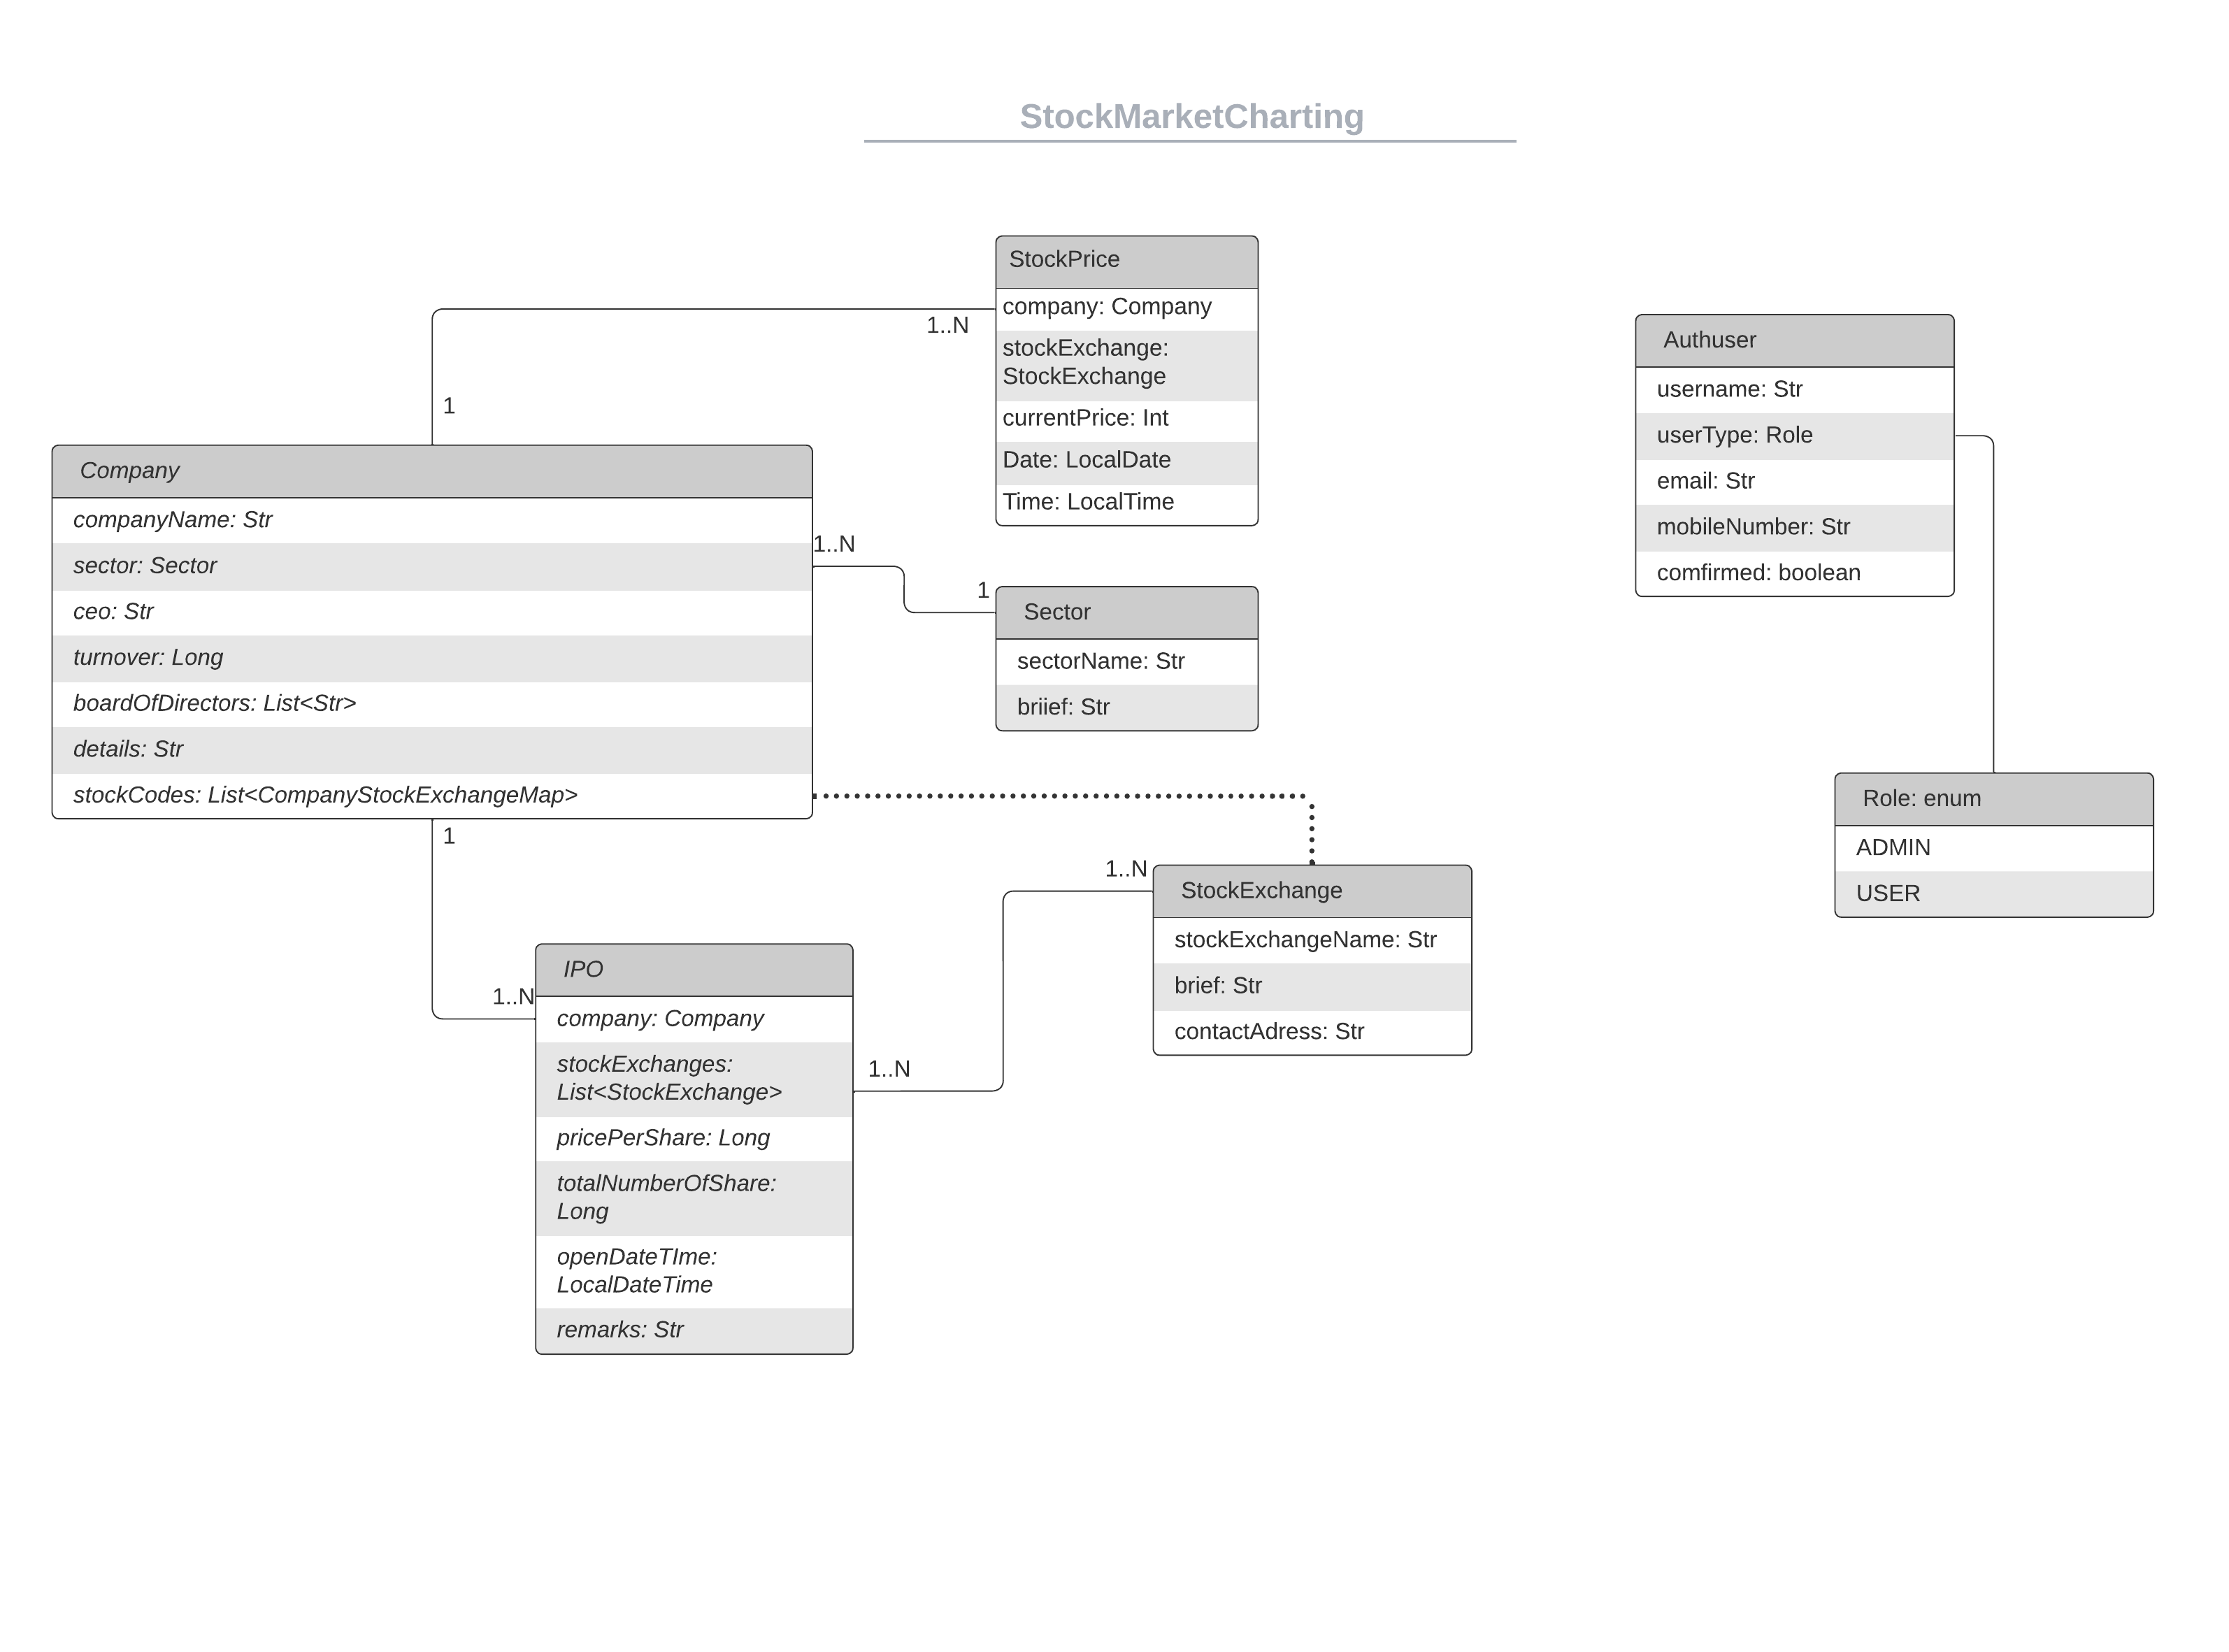 StockMarketCharting
StockPrice
company: Company
stockExchange:
StockExchange
currentPrice: Int
Date: LocalDate
Time: LocalTime
1..N
1
Company
companyName: Str
sector: Sector
ceo: Str
turnover: Long
boardOfDirectors: List<Str>
details: Str
stockCodes: List<CompanyStockExchangeMap>
1..N
1
Sector
sectorName: Str
briief: Str
Authuser
username: Str
userType: Role
email: Str
mobileNumber: Str
comfirmed: boolean
Role: enum
ADMIN
USER
1
1..N
IPO
company: Company
stockExchanges:
List<StockExchange>
pricePerShare: Long
totalNumberOfShare:
Long
openDateTIme:
LocalDateTime
remarks: Str
1..N
1..N
StockExchange
stockExchangeName: Str
brief: Str
contactAdress: Str